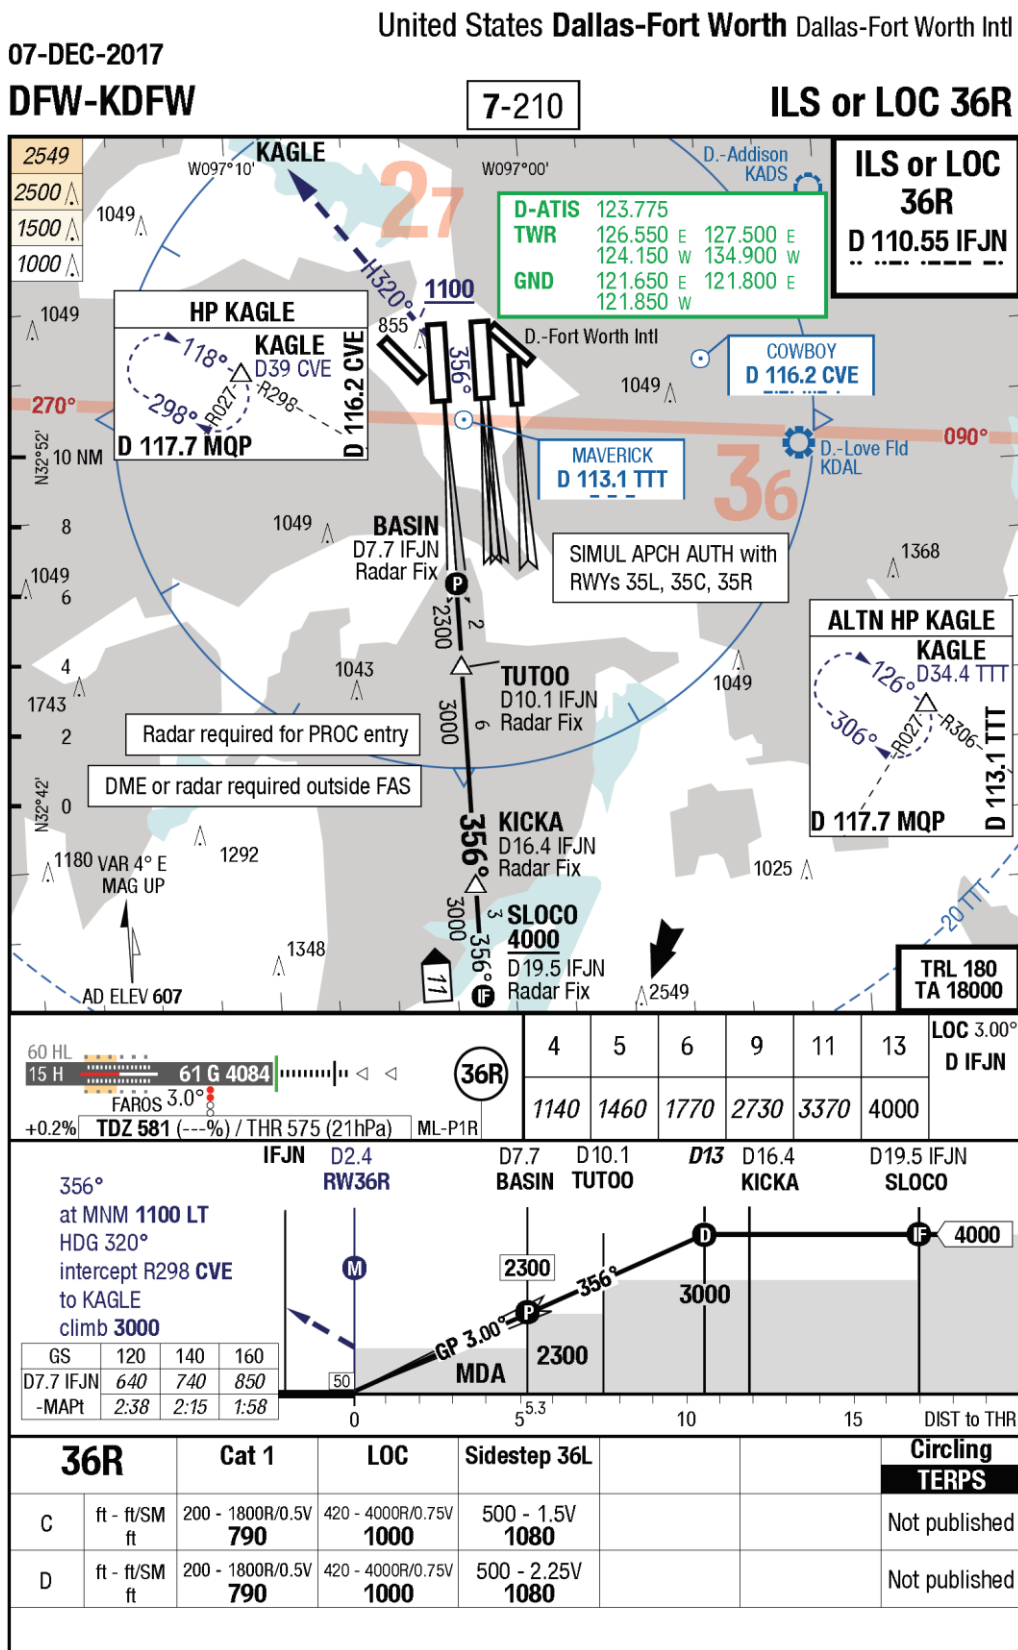 United States Dallas-Fort Worth Dallas-Fort Worth Intl
07-DEC-2017
DFW-KDFW
7-210
ILS or LOC 36R
2549
2500
1500
1000
W097°10'
KAGLE
27
W097°00'
D.-Addison
KADS
ILS or LOC
36R
D 110.55 IFJN
D-ATIS 123.775
TWR 126.550 E 127.500 E
124.150 W 134.900 W
GND 121.650 E 121.800 E
121.850 W
1049
1049
H320°
1100
855
356°
D.-Fort Worth Intl
HP KAGLE
KAGLE
D39 CVE
118°
298°
R027
R298
D 117.7 MQP
D 116.2 CVE
COWBOY
D 116.2 CVE
1049
270°
090°
N32°52'
10 NM
MAVERICK
D 113.1 TTT
D.-Love Fld
KDAL
36
8
1049
BASIN
D7.7 IFJN
Radar Fix
SIMUL APCH AUTH with
RWYs 35L, 35C, 35R
1368
1049
6
P
2300
2
ALTN HP KAGLE
KAGLE
D34.4 TTT
126°
306°
R027
R306
D 117.7 MQP
D 113.1 TTT
4
1743
1043
TUTOO
D10.1 IFJN
Radar Fix
1049
3000
6
2
Radar required for PROC entry
DME or radar required outside FAS
N32°42'
0
356°
KICKA
D16.4 IFJN
Radar Fix
1180
VAR 4° E
MAG UP
1292
1025
3000
3
SLOCO
4000
D19.5 IFJN
Radar Fix
356°
IF
11
1348
2549
20 TTT
AD ELEV 607
TRL 180
TA 18000
60 HL
15 H
61 G 4084
FAROS 3.0°
+0.2% TDZ 581 (---%) / THR 575 (21hPa) ML-P1R
36R
4 5 6 9 11 13
1140 1460 1770 2730 3370 4000
LOC 3.00°
D IFJN
IFJN D2.4 D7.7 D10.1 D13 D16.4 D19.5 IFJN
RW36R BASIN TUTOO KICKA SLOCO
356°
at MNM 1100 LT
HDG 320°
intercept R298 CVE
to KAGLE
climb 3000
M
2300
P
D
IF
4000
356°
3000
GP 3.00°
2300
MDA
50
GS 120 140 160
D7.7 IFJN 640 740 850
-MAPt 2:38 2:15 1:58
0 5 5.3 10 15 DIST to THR
36R Cat 1 LOC Sidestep 36L Circling
TERPS
C ft - ft/SM 200 - 1800R/0.5V 420 - 4000R/0.75V 500 - 1.5V Not published
ft 790 1000 1080
D ft - ft/SM 200 - 1800R/0.5V 420 - 4000R/0.75V 500 - 2.25V Not published
ft 790 1000 1080